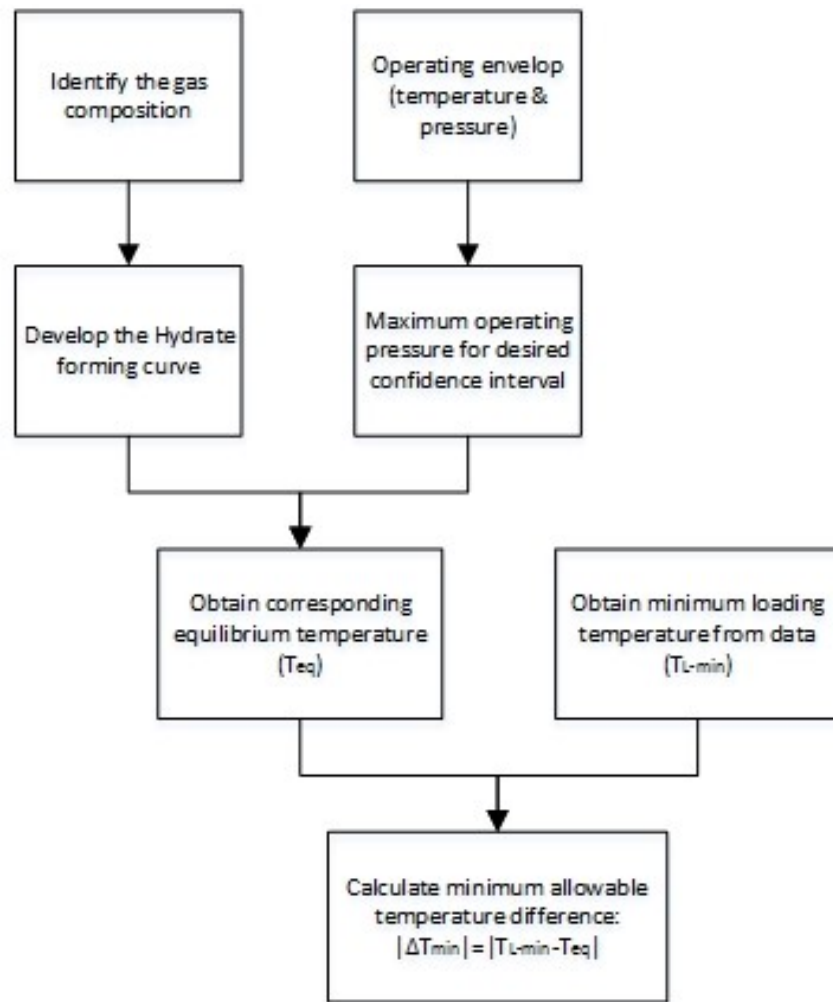 Identify the gas
composition
Operating envelop
(temperature &
pressure)
Develop the Hydrate
forming curve
Maximum operating
pressure for desired
confidence interval
Obtain corresponding
equilibrium temperature
(Teq)
Obtain minimum loading
temperature from data
(TL-min)
Calculate minimum allowable
temperature difference:
|ΔTmin| = |TL-min-Teq|